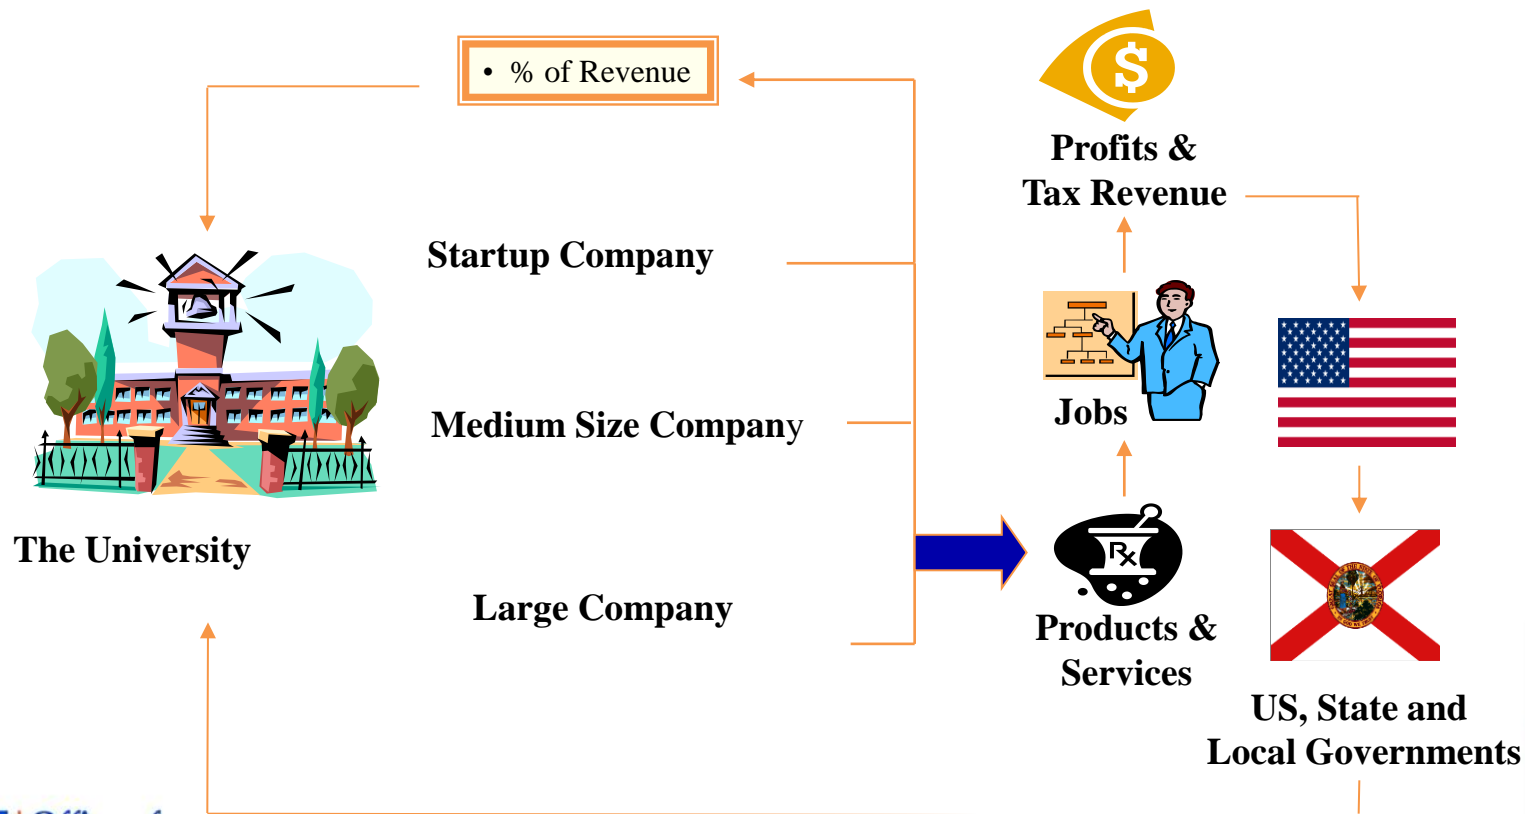 • % of Revenue
Profits &
Tax Revenue
Startup Company
Medium Size Company
Jobs
The University
Large Company
Rx
Products &
Services
US, State and
Local Governments
$